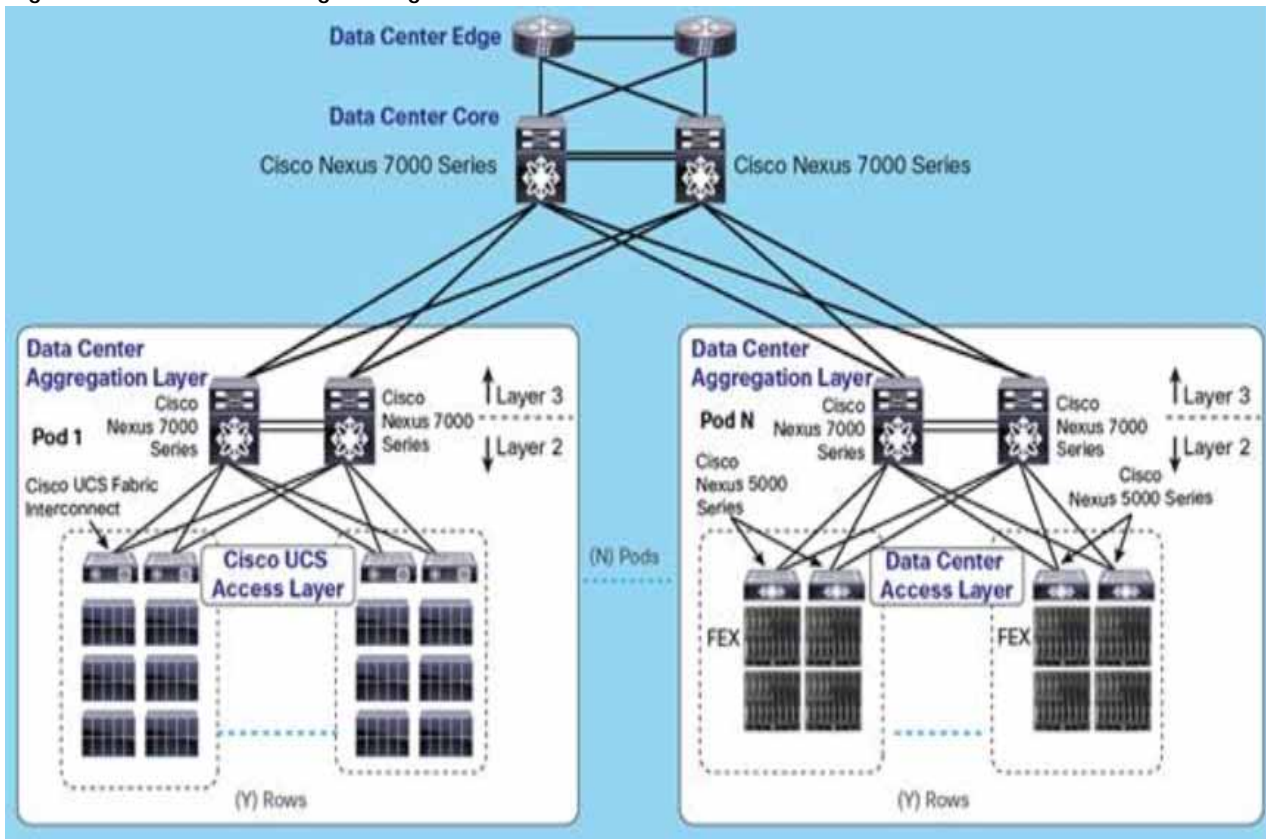 Data Center Edge
Data Center Core
Cisco Nexus 7000 Series
Cisco Nexus 7000 Series
Data Center
Aggregation Layer
Cisco
Nexus 7000
Series
Cisco
Nexus 7000
Series
Layer 3
Layer 2
Pod 1
Cisco UCS Fabric
Interconnect
Cisco UCS
Access Layer
(Y) Rows
(N) Pods
Data Center
Aggregation Layer
Cisco
Nexus 7000
Series
Cisco
Nexus 7000
Series
Layer 3
Layer 2
Pod N
Cisco
Nexus 5000
Series
Cisco
Nexus 5000 Series
Data Center
Access Layer
FEX
FEX
(Y) Rows